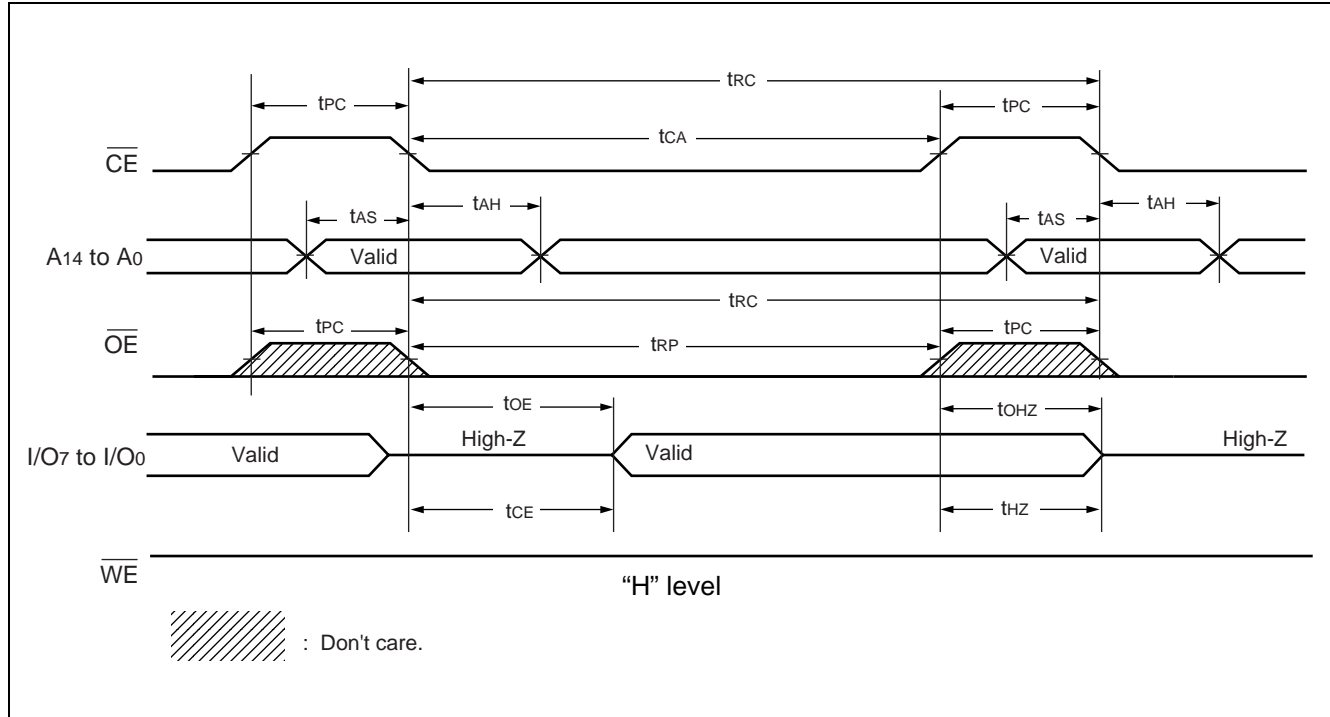 tRC
tPC
tPC
tCA
CE
tAS
tAH
tAS
tAH
A14 to A0
Valid
Valid
tRC
tPC
tPC
OE
tRP
tOE
tOHZ
I/O7 to I/O0
Valid
High-Z
Valid
High-Z
tCE
tHZ
WE
“H” level
: Don't care.